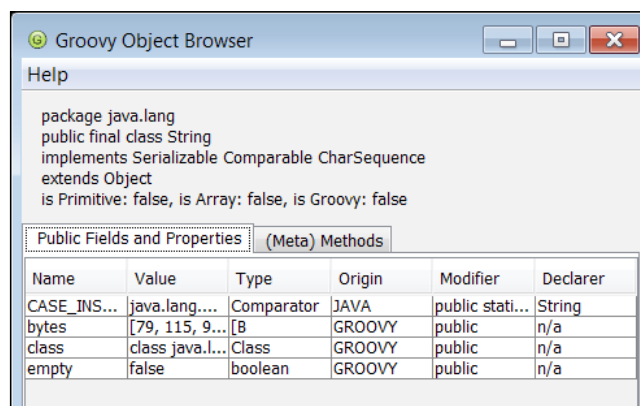 Groovy Object Browser
Help
package java.lang
public final class String
implements Serializable Comparable CharSequence
extends Object
is Primitive: false, is Array: false, is Groovy: false
Public Fields and Properties (Meta) Methods
Name Value Type Origin Modifier Declarer
CASE_INS... java.lang.... Comparator JAVA public stati... String
bytes [79, 115, 9... [B GROOVY public n/a
class class java.l... Class GROOVY public n/a
empty false boolean GROOVY public n/a